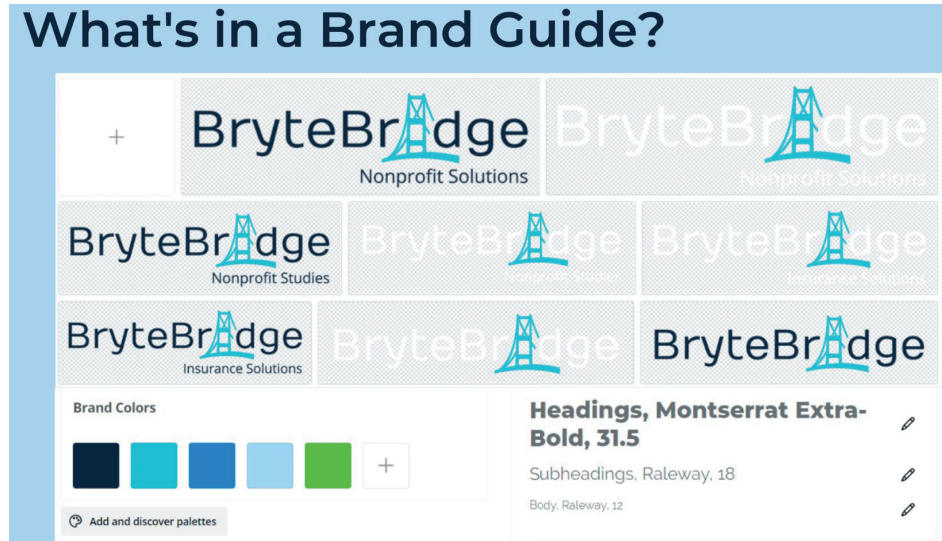 What's in a Brand Guide?
+
BryteBridge
Nonprofit Solutions
BryteBridge
Nonprofit Solutions
BryteBridge
Nonprofit Studies
BryteBridge
Nonprofit Studies
BryteBridge
Insurance Solutions
BryteBridge
Insurance Solutions
BryteBridge
BryteBridge
Brand Colors
+
Add and discover palettes
Headings, Montserrat Extra-
Bold, 31.5
Subheadings, Raleway, 18
Body, Raleway, 12